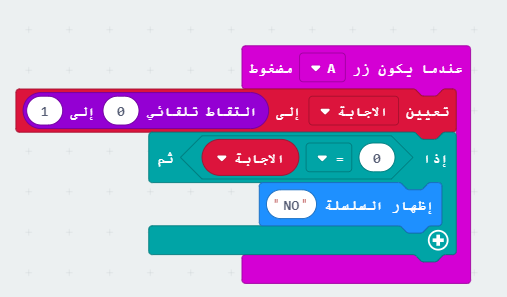 عندما يكون زر A مضغوط
تعيين الاجابة إلى التقاط تلقائي 0 إلى 1
إذا 0 = الاجابة ثم
إظهار السلسلة "NO"